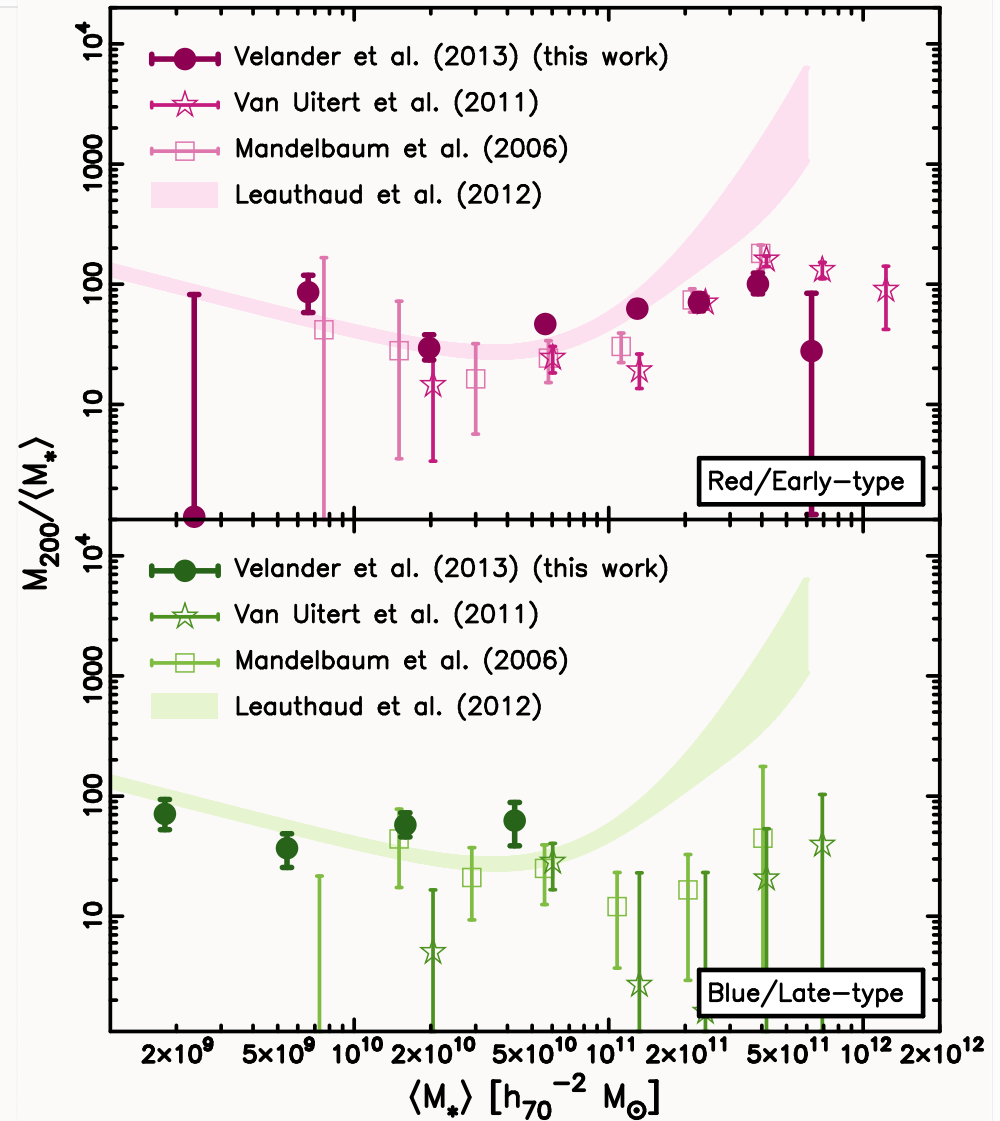 10⁴
1000
100
10
Velander et al. (2013) (this work)
Van Uitert et al. (2011)
Mandelbaum et al. (2006)
Leauthaud et al. (2012)
Red/Early-type
M₂₀₀/⟨M*⟩
10⁴
1000
100
10
Velander et al. (2013) (this work)
Van Uitert et al. (2011)
Mandelbaum et al. (2006)
Leauthaud et al. (2012)
Blue/Late-type
2×10⁹ 5×10⁹ 10¹⁰ 2×10¹⁰ 5×10¹⁰ 10¹¹ 2×10¹¹ 5×10¹¹ 10¹² 2×10¹²
⟨M*⟩ [h₇₀⁻² M☉]